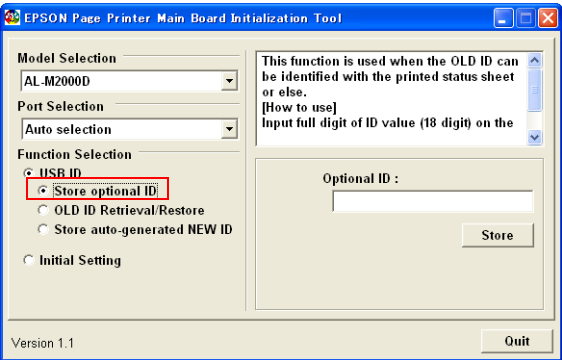 EPSON Page Printer Main Board Initialization Tool
Model Selection
AL-M2000D
Port Selection
Auto selection
Function Selection
USB ID
Store optional ID
OLD ID Retrieval/Restore
Store auto-generated NEW ID
Initial Setting
This function is used when the OLD ID can
be identified with the printed status sheet
or else.
[How to use]
Input full digit of ID value (18 digit) on the
Optional ID :
Store
Version 1.1
Quit